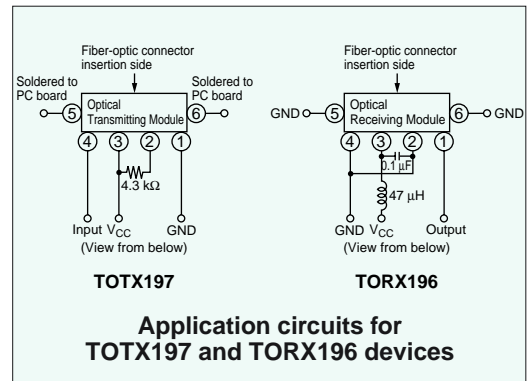 Fiber-optic connector
insertion side
Soldered to
PC board
Soldered to
PC board
5
Optical
Transmitting Module
6
4
3
2
1
4.3 kΩ
Input
VCC
GND
(View from below)
TOTX197
Fiber-optic connector
insertion side
GND
5
Optical
Receiving Module
6
GND
4
3
2
1
0.1 µF
47 µH
GND
VCC
Output
(View from below)
TORX196
Application circuits for
TOTX197 and TORX196 devices